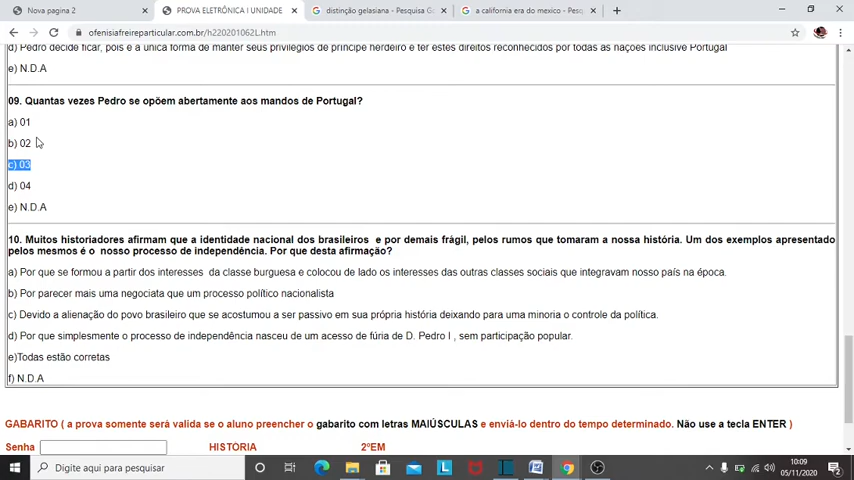 Nova pagina 2
PROVA ELETRÔNICA I UNIDADE
distinção gelasiana - Pesquisa G
a california era do mexico - Pesq
ofenisiafreireparticular.com.br/h220201062L.htm
d) Pedro decide ficar, pois é a única forma de manter seus privilégios de príncipe herdeiro e ter estes direitos reconhecidos por todas as nações inclusive Portugal
e) N.D.A
09. Quantas vezes Pedro se opõem abertamente aos mandos de Portugal?
a) 01
b) 02
c) 03
d) 04
e) N.D.A
10. Muitos historiadores afirmam que a identidade nacional dos brasileiros e por demais frágil, pelos rumos que tomaram a nossa história. Um dos exemplos apresentado
pelos mesmos é o nosso processo de independência. Por que desta afirmação?
a) Por que se formou a partir dos interesses da classe burguesa e colocou de lado os interesses das outras classes sociais que integravam nosso país na época.
b) Por parecer mais uma negociata que um processo político nacionalista
c) Devido a alienação do povo brasileiro que se acostumou a ser passivo em sua própria história deixando para uma minoria o controle da política.
d) Por que simplesmente o processo de independência nasceu de um acesso de fúria de D. Pedro I , sem participação popular.
e)Todas estão corretas
f) N.D.A
GABARITO ( a prova somente será valida se o aluno preencher o gabarito com letras MAIÚSCULAS e enviá-lo dentro do tempo determinado. Não use a tecla ENTER )
Senha
HISTÓRIA
2ºEM
Digite aqui para pesquisar
10:09
05/11/2020
2